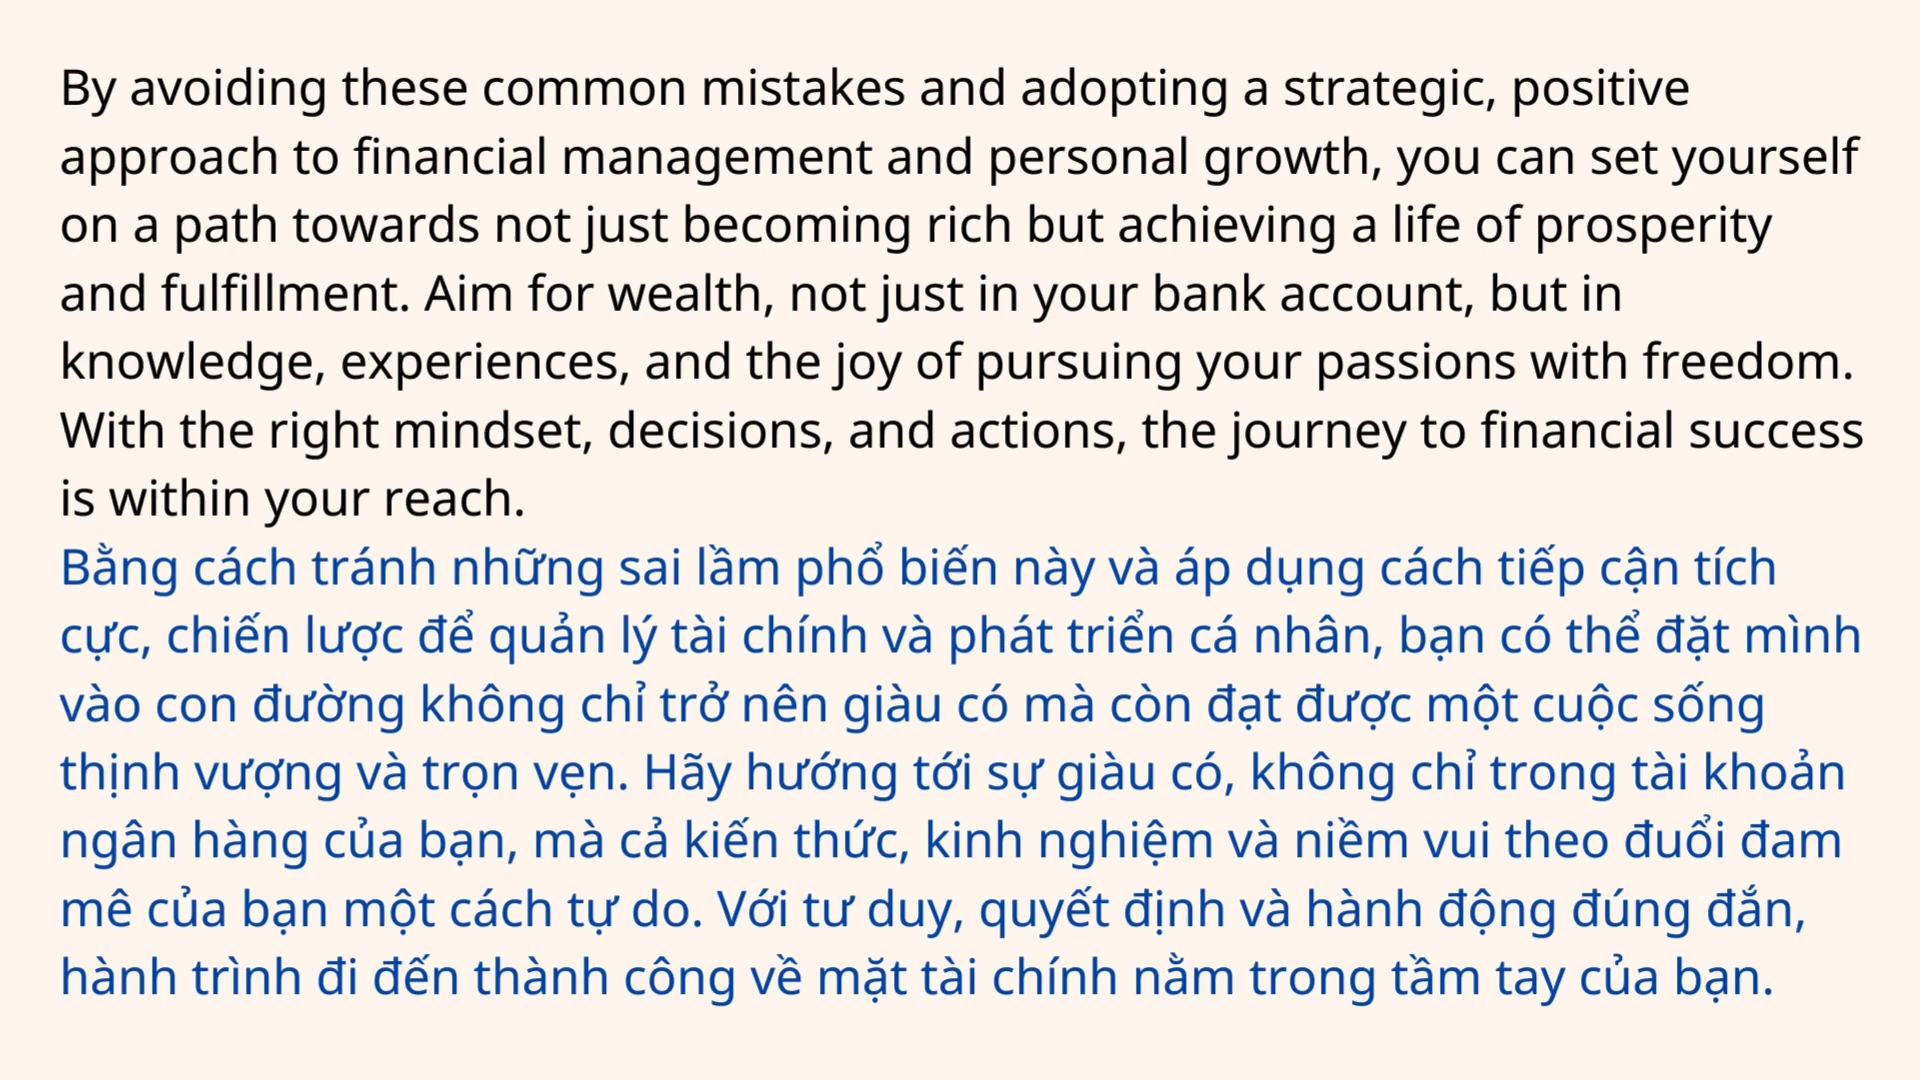 By avoiding these common mistakes and adopting a strategic, positive
approach to financial management and personal growth, you can set yourself
on a path towards not just becoming rich but achieving a life of prosperity
and fulfillment. Aim for wealth, not just in your bank account, but in
knowledge, experiences, and the joy of pursuing your passions with freedom.
With the right mindset, decisions, and actions, the journey to financial success
is within your reach.
Bằng cách tránh những sai lầm phổ biến này và áp dụng cách tiếp cận tích
cực, chiến lược để quản lý tài chính và phát triển cá nhân, bạn có thể đặt mình
vào con đường không chỉ trở nên giàu có mà còn đạt được một cuộc sống
thịnh vượng và trọn vẹn. Hãy hướng tới sự giàu có, không chỉ trong tài khoản
ngân hàng của bạn, mà cả kiến thức, kinh nghiệm và niềm vui theo đuổi đam
mê của bạn một cách tự do. Với tư duy, quyết định và hành động đúng đắn,
hành trình đi đến thành công về mặt tài chính nằm trong tầm tay của bạn.